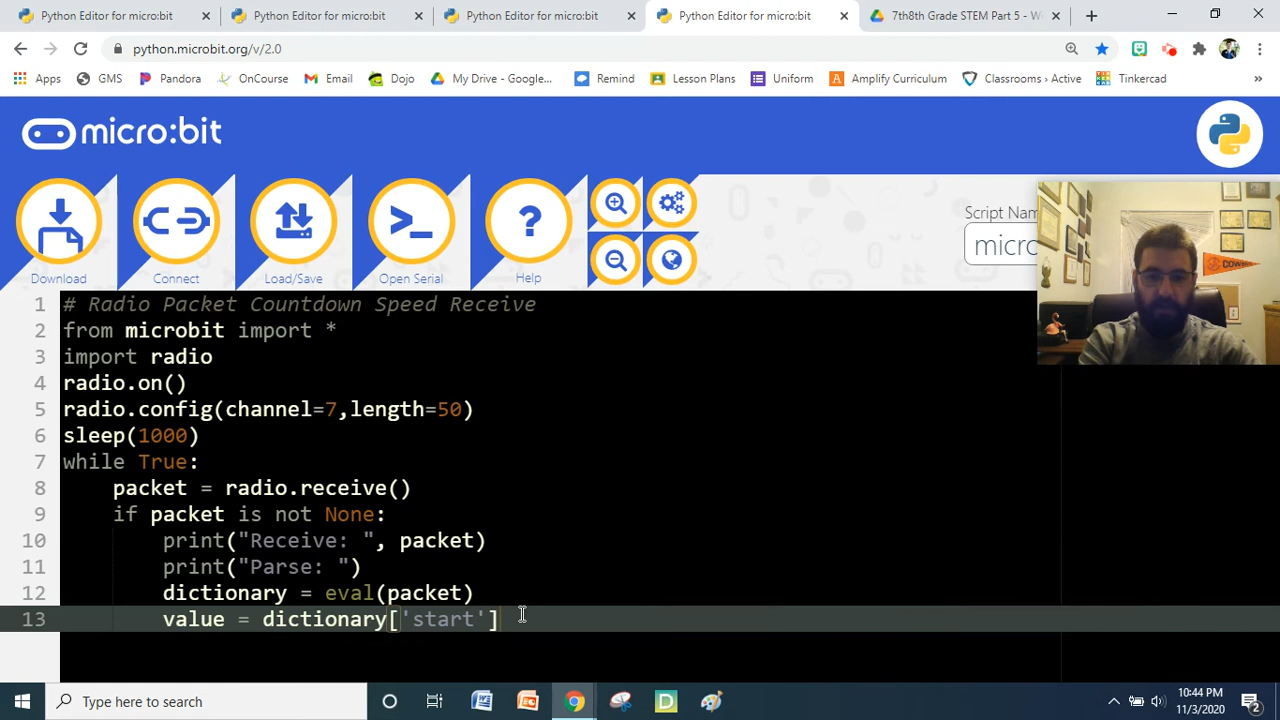 Python Editor for micro:bit
Python Editor for micro:bit
Python Editor for micro:bit
Python Editor for micro:bit
7th8th Grade STEM Part 5 - W
python.microbit.org/v/2.0
Apps
GMS
Pandora
OnCourse
Email
Dojo
My Drive - Google...
Remind
Lesson Plans
Uniform
Amplify Curriculum
Classrooms › Active
Tinkercad
»
micro:bit
Download
Connect
Load/Save
Open Serial
Help
Script Nam
micro
COWB
1 # Radio Packet Countdown Speed Receive
2 from microbit import *
3 import radio
4 radio.on()
5 radio.config(channel=7,length=50)
6 sleep(1000)
7 while True:
8 packet = radio.receive()
9 if packet is not None:
10 print("Receive: ", packet)
11 print("Parse: ")
12 dictionary = eval(packet)
13 value = dictionary['start']
Type here to search
10:44 PM
11/3/2020
2